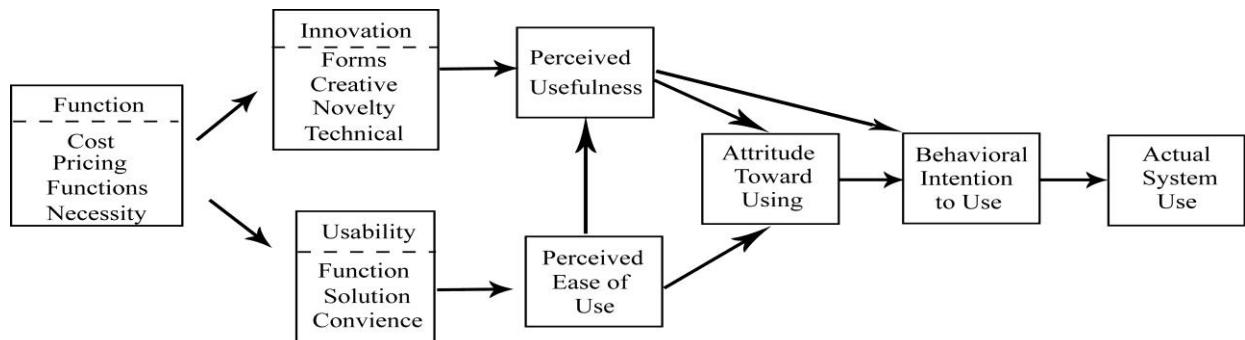 Function
Cost
Pricing
Functions
Necessity
Innovation
Forms
Creative
Novelty
Technical
Usability
Function
Solution
Convience
Perceived
Usefulness
Perceived
Ease of
Use
Attritude
Toward
Using
Behavioral
Intention
to Use
Actual
System
Use